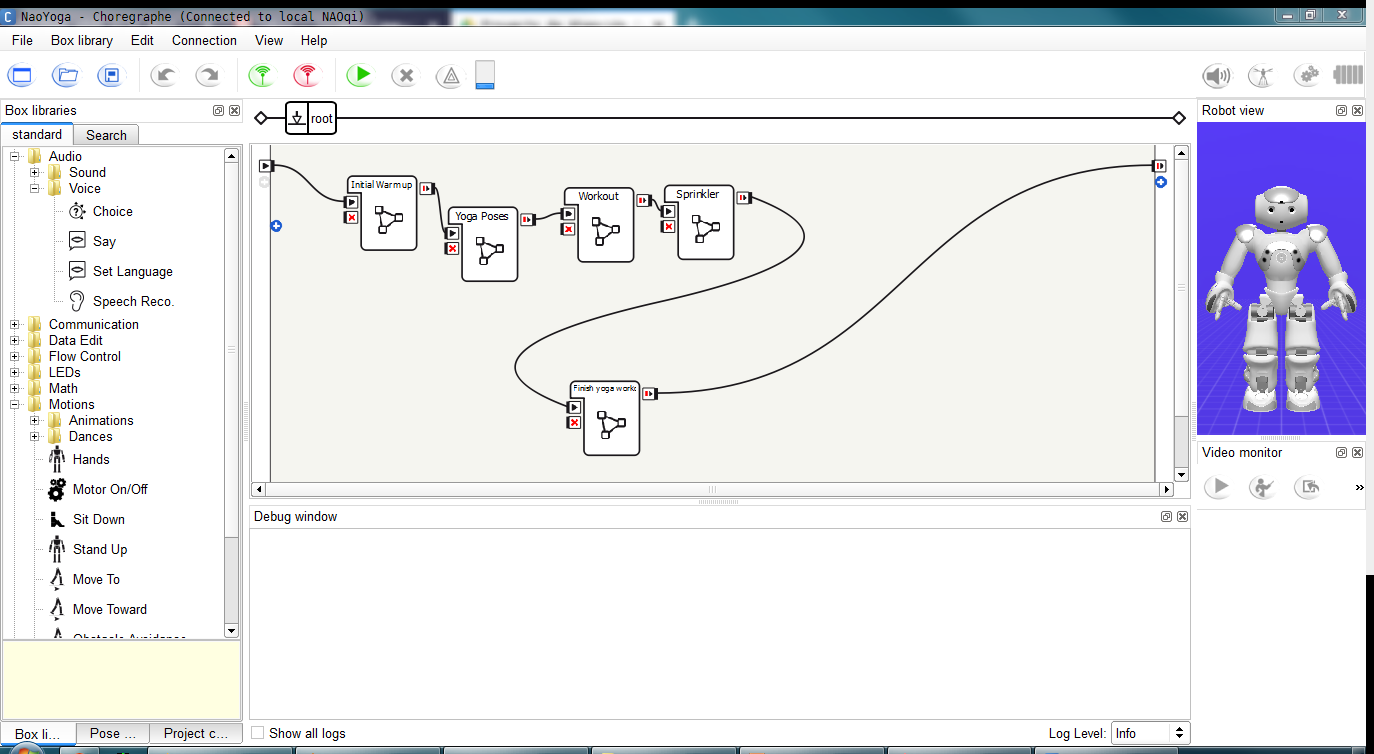 NaoYoga - Choregraphe (Connected to local NAOqi)
File Box library Edit Connection View Help
Box libraries
standard Search
Audio
Sound
Voice
Choice
Say
Set Language
Speech Reco.
Communication
Data Edit
Flow Control
LEDs
Math
Motions
Animations
Dances
Hands
Motor On/Off
Sit Down
Stand Up
Move To
Move Toward
Box li... Pose ... Project c...
root
Initial Warmup
Yoga Poses
Workout
Sprinkler
Finish yoga work
Debug window
Show all logs
Log Level: Info
Robot view
Video monitor
»